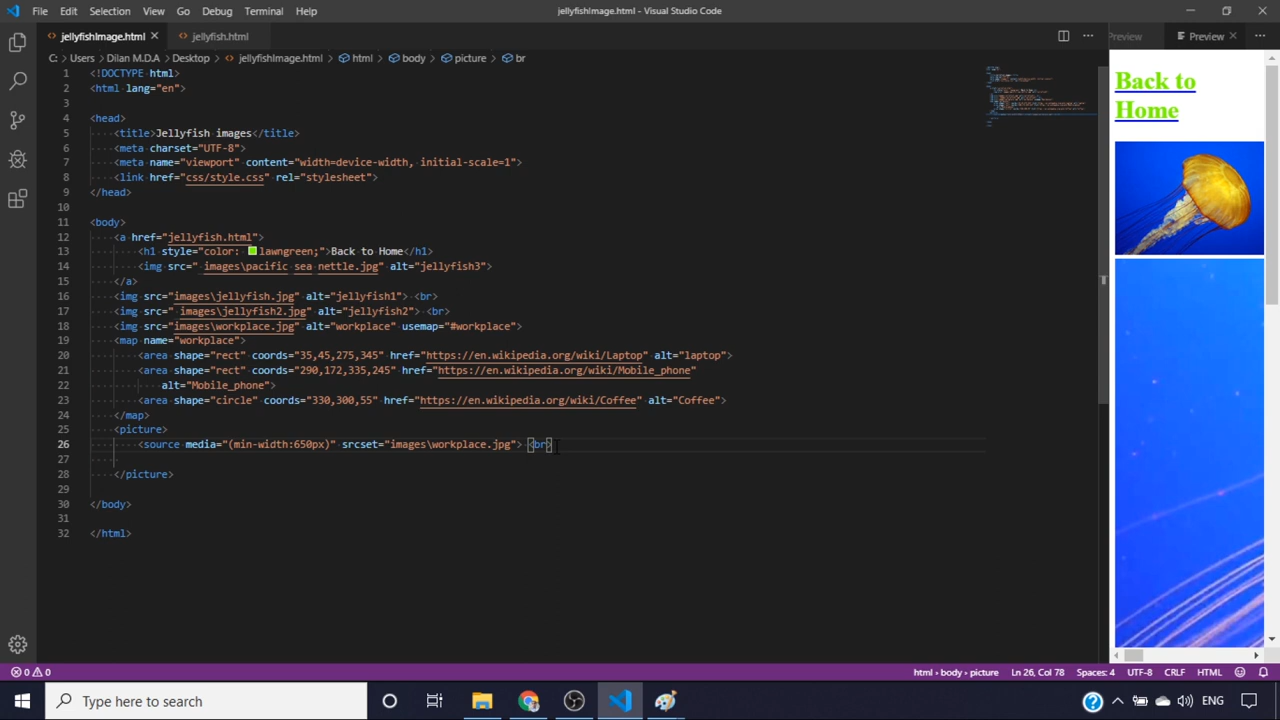 File Edit Selection View Go Debug Terminal Help
jellyfishImage.html - Visual Studio Code
jellyfishImage.html
jellyfish.html
Preview
Preview
C: > Users > Dilan M.D.A > Desktop > jellyfishImage.html > html > body > picture > br
1 <!DOCTYPE html>
2 <html lang="en">
3
4 <head>
5 <title>Jellyfish images</title>
6 <meta charset="UTF-8">
7 <meta name="viewport" content="width=device-width, initial-scale=1">
8 <link href="css/style.css" rel="stylesheet">
9 </head>
10
11 <body>
12 <a href="jellyfish.html">
13 <h1 style="color: lawngreen;">Back to Home</h1>
14 <img src=" images\pacific sea nettle.jpg" alt="jellyfish3">
15 </a>
16 <img src="images\jellyfish.jpg" alt="jellyfish1"> <br>
17 <img src=" images\jellyfish2.jpg" alt="jellyfish2"> <br>
18 <img src="images\workplace.jpg" alt="workplace" usemap="#workplace">
19 <map name="workplace">
20 <area shape="rect" coords="35,45,275,345" href="https://en.wikipedia.org/wiki/Laptop" alt="laptop">
21 <area shape="rect" coords="290,172,335,245" href="https://en.wikipedia.org/wiki/Mobile_phone"
22 alt="Mobile_phone">
23 <area shape="circle" coords="330,300,55" href="https://en.wikipedia.org/wiki/Coffee" alt="Coffee">
24 </map>
25 <picture>
26 <source media="(min-width:650px)" srcset="images\workplace.jpg"> <br>
27
28 </picture>
29
30 </body>
31
32 </html>
Back to
Home
0 0
html › body › picture
Ln 26, Col 78
Spaces: 4
UTF-8
CRLF
HTML
Type here to search
ENG